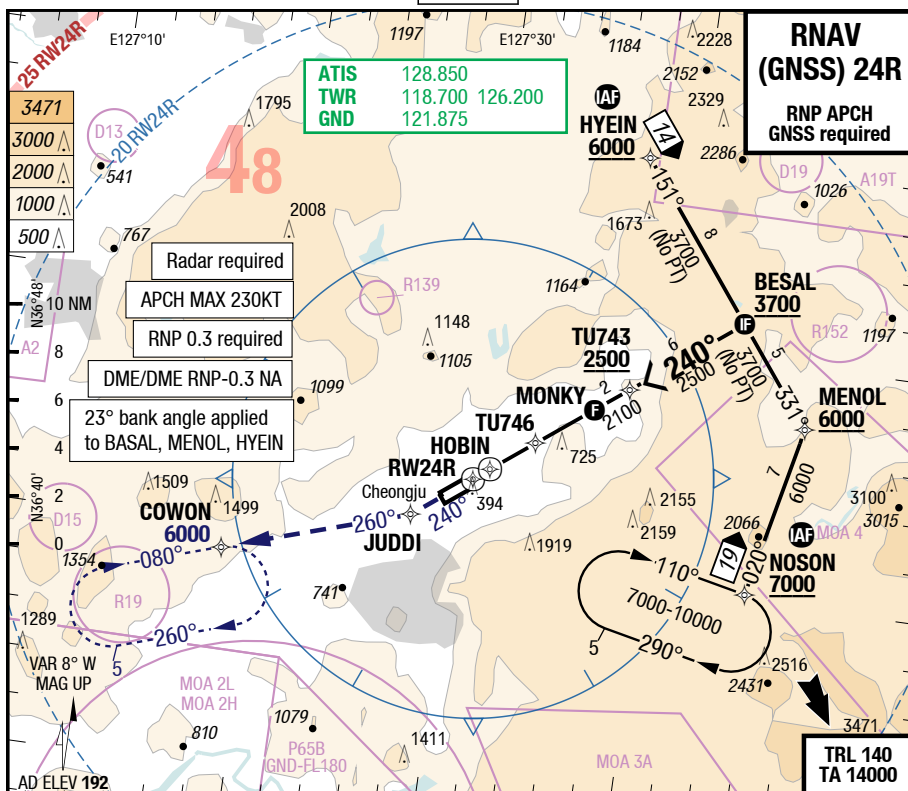 RNAV
(GNSS) 24R
RNP APCH
GNSS required
ATIS 128.850
TWR 118.700 126.200
GND 121.875
E127°10'
E127°30'
25 RW24R
20 RW24R
3471
3000
2000
1000
500
D13
541
767
1795
48
2008
1197
1184
2228
2152
2329
2286
IAF
HYEIN
6000
14
151°
8
3700
(No PT)
1673
D19
A19T
1026
Radar required
APCH MAX 230KT
RNP 0.3 required
DME/DME RNP-0.3 NA
23° bank angle applied
to BASAL, MENOL, HYEIN
N36°48'
10 NM
8
6
4
2
0
N36°40'
A2
R139
1148
1105
1099
1164
BESAL
3700
IF
R152
1197
TU743
2500
6
240°
2500
5
3700
(No PT)
331°
MENOL
6000
MONKY
F
2
2100
TU746
HOBIN
RW24R
725
394
Cheongju
240°
JUDDI
260°
COWON
6000
1509
1499
D15
1354
080°
R19
260°
5
1289
741
1919
2155
2159
2066
7
6000
020°
19
IAF
NOSON
7000
MOA 4
3100
3015
110°
7000-10000
290°
5
2516
2431
3471
VAR 8° W
MAG UP
AD ELEV 192
MOA 2L
MOA 2H
810
1079
P65B
GND-FL180
1411
MOA 3A
TRL 140
TA 14000